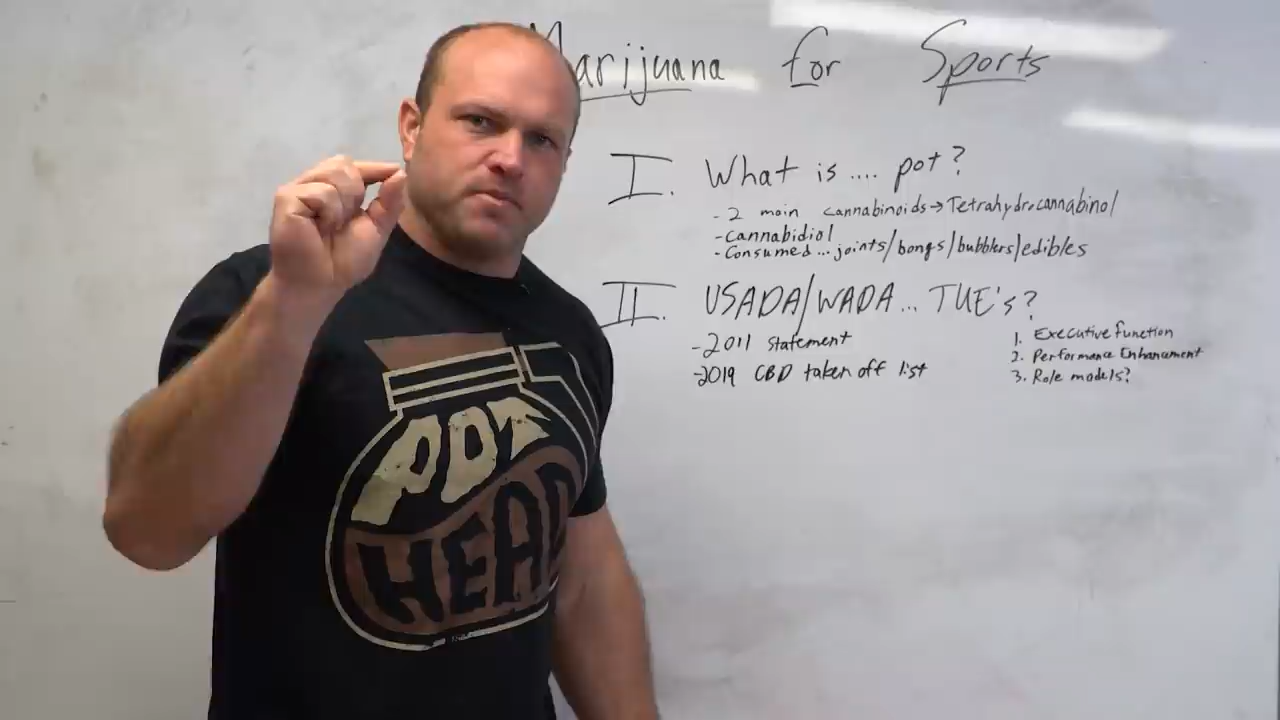 Marijuana for Sports
I. What is .... pot?
- 2 main cannabinoids → Tetrahydrocannabinol
- Cannabidiol
- Consumed ... joints/bongs/bubblers/edibles
II. USADA/WADA ... TUE's?
- 2011 statement
- 2019 CBD taken off list
1. Executive function
2. Performance Enhancement
3. Role models?
POT
HEAD